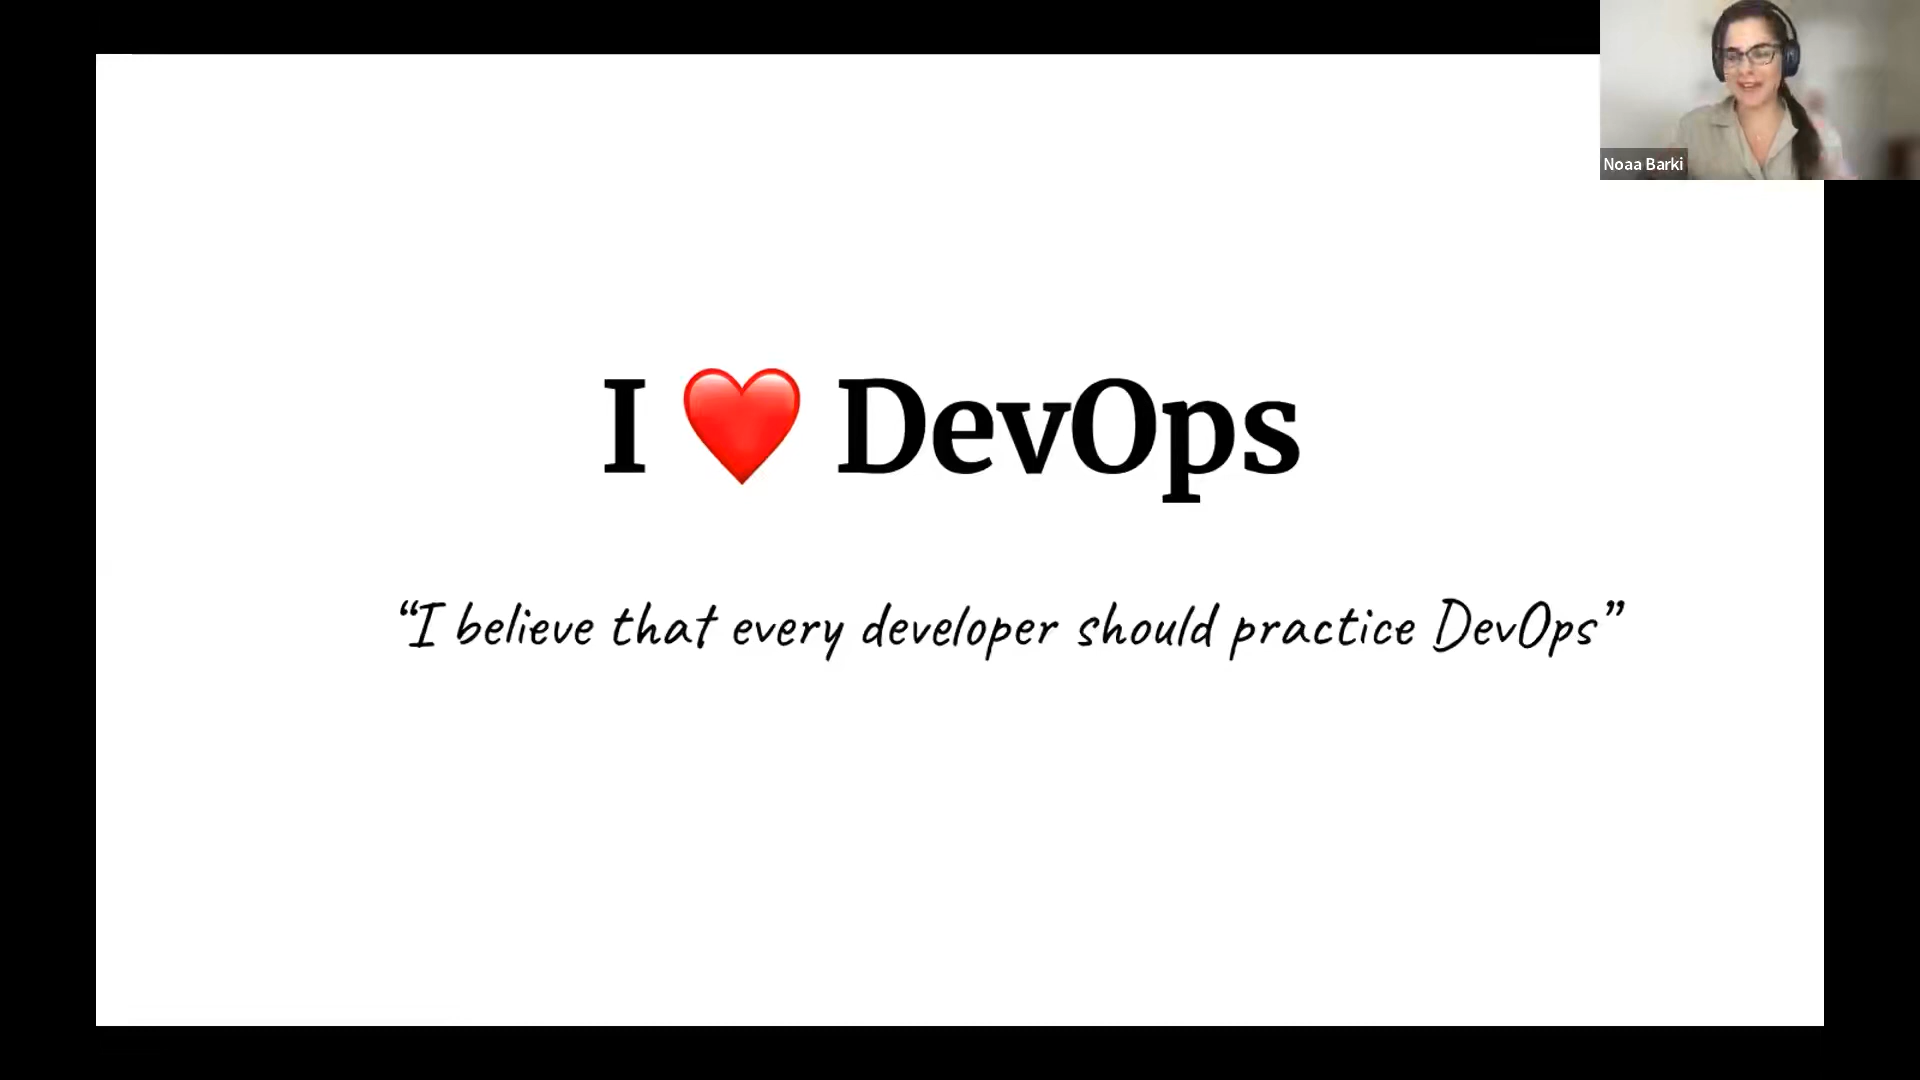 Noaa Barki
I ❤️ DevOps
“I believe that every developer should practice DevOps”